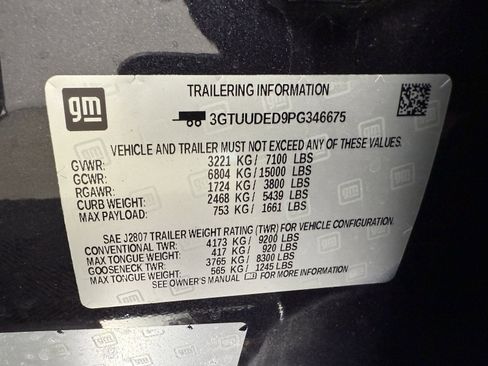 gm
TRAILERING INFORMATION
3GTUUDED9PG346675
VEHICLE AND TRAILER MUST NOT EXCEED ANY OF THESE RATINGS.
GVWR: 3221 KG / 7100 LBS
GCWR: 6804 KG / 15000 LBS
RGAWR: 1724 KG / 3800 LBS
CURB WEIGHT: 2468 KG / 5439 LBS
MAX PAYLOAD: 753 KG / 1661 LBS
SAE J2807 TRAILER WEIGHT RATING (TWR) FOR VEHICLE CONFIGURATION.
CONVENTIONAL TWR: 4173 KG / 9200 LBS
MAX TONGUE WEIGHT: 417 KG / 920 LBS
GOOSENECK TWR: 3765 KG / 8300 LBS
MAX TONGUE WEIGHT: 565 KG / 1245 LBS
SEE OWNER'S MANUAL FOR MORE INFORMATION